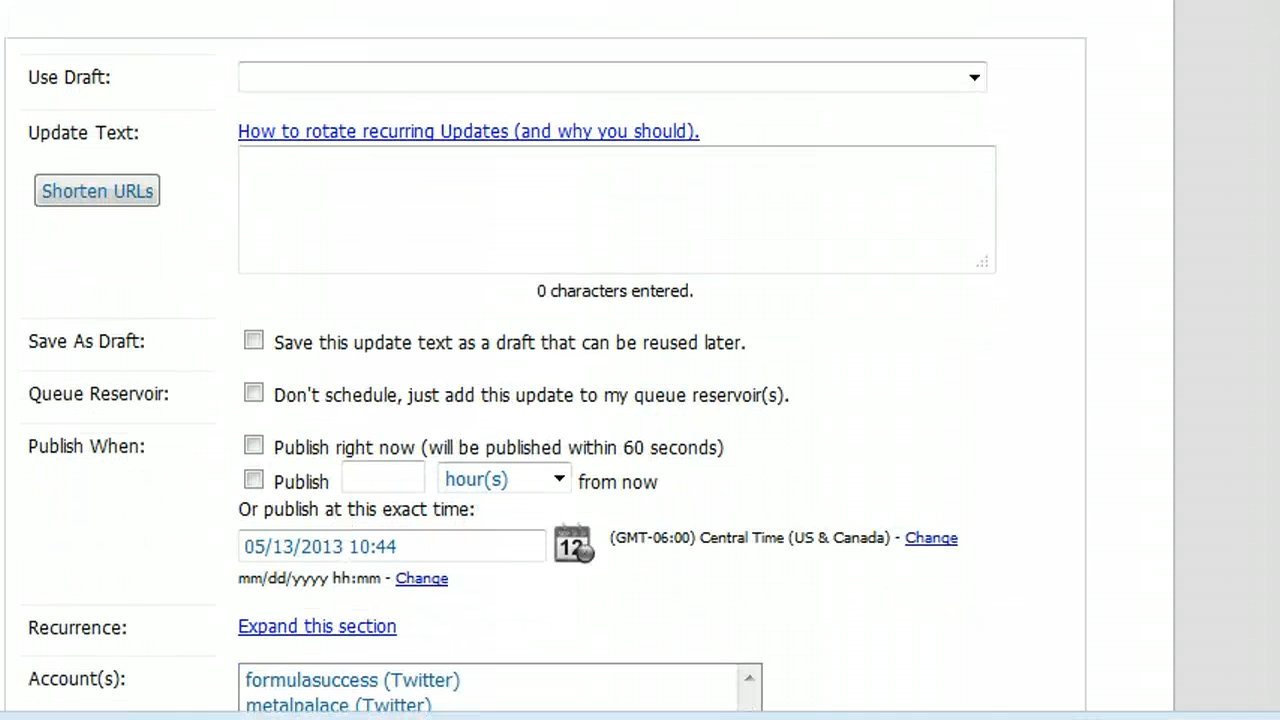 Use Draft:
Update Text:
How to rotate recurring Updates (and why you should).
Shorten URLs
0 characters entered.
Save As Draft:
Save this update text as a draft that can be reused later.
Queue Reservoir:
Don't schedule, just add this update to my queue reservoir(s).
Publish When:
Publish right now (will be published within 60 seconds)
Publish hour(s) from now
Or publish at this exact time:
05/13/2013 10:44
12
(GMT-06:00) Central Time (US & Canada) - Change
mm/dd/yyyy hh:mm - Change
Recurrence:
Expand this section
Account(s):
formulasuccess (Twitter)
metalpalace (Twitter)